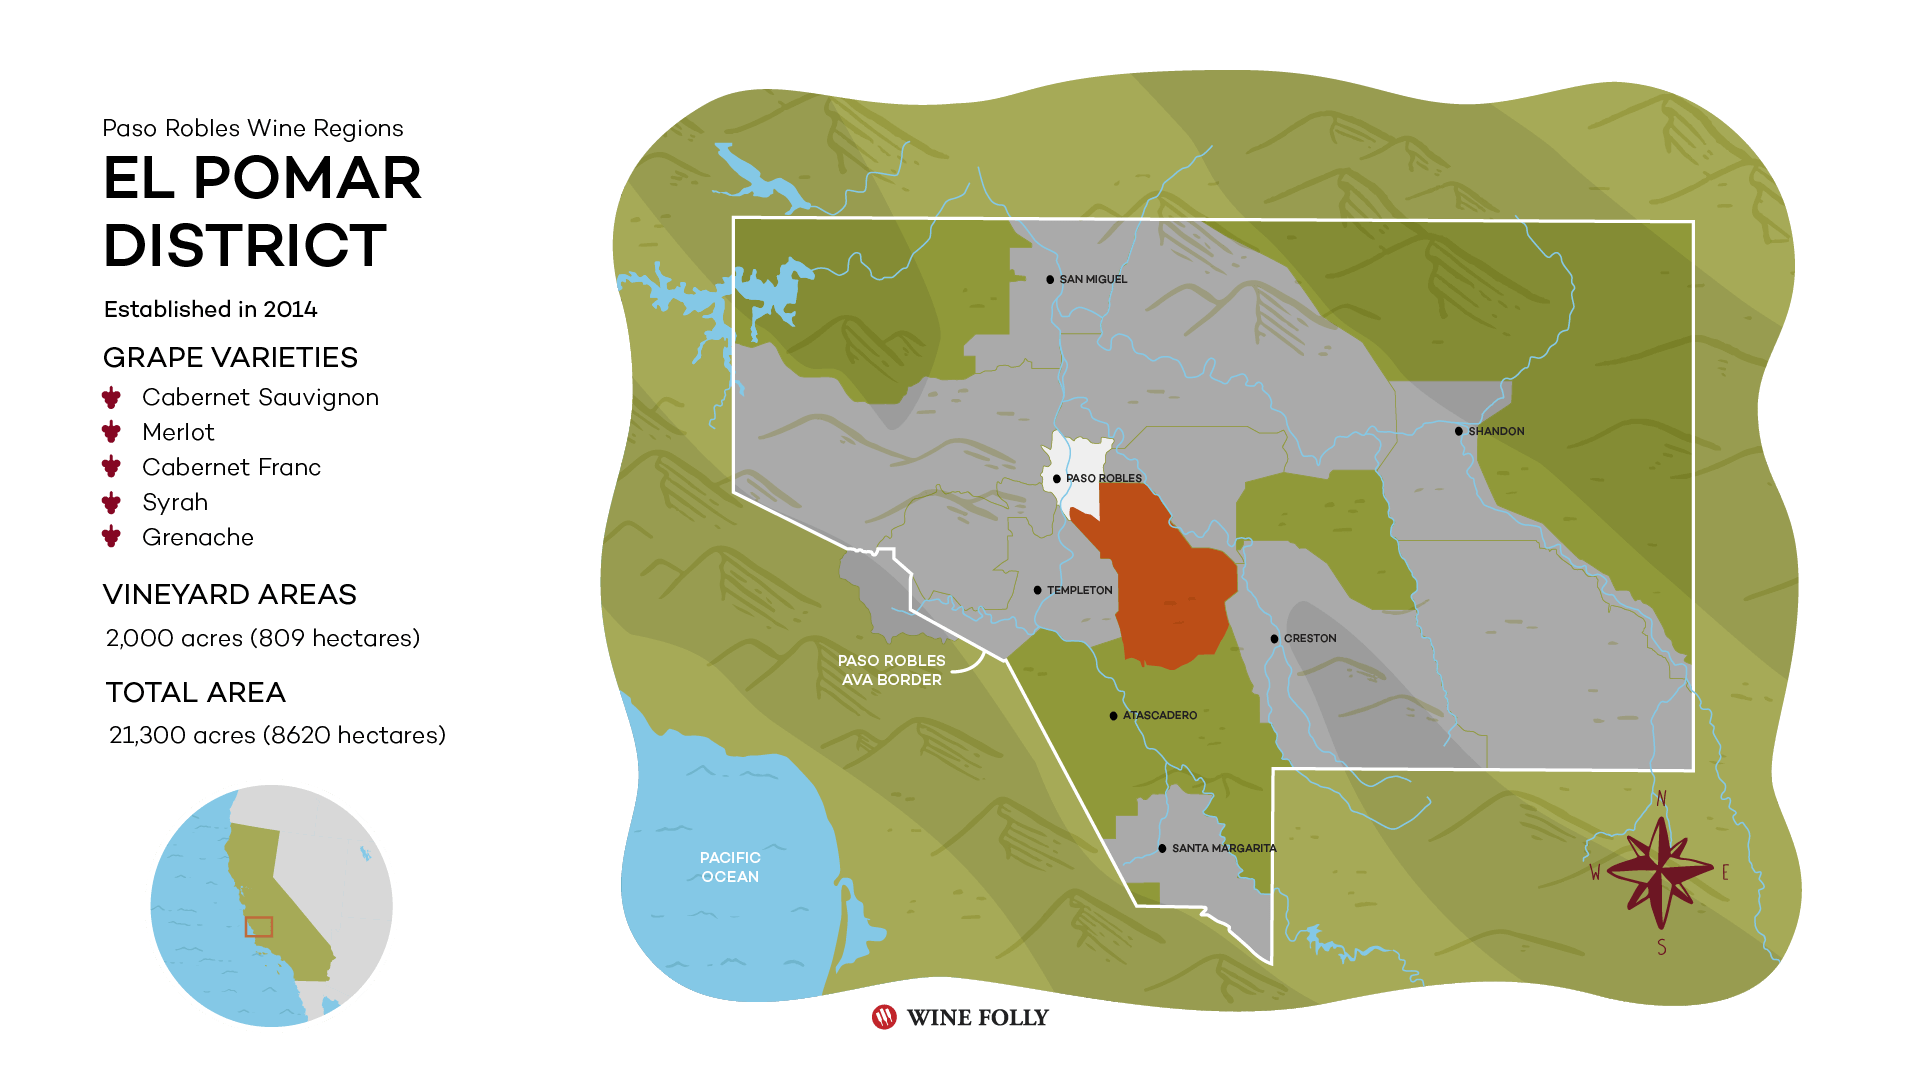 Paso Robles Wine Regions
EL POMAR
DISTRICT
Established in 2014
GRAPE VARIETIES
Cabernet Sauvignon
Merlot
Cabernet Franc
Syrah
Grenache
VINEYARD AREAS
2,000 acres (809 hectares)
TOTAL AREA
21,300 acres (8620 hectares)
SAN MIGUEL
SHANDON
PASO ROBLES
TEMPLETON
CRESTON
PASO ROBLES
AVA BORDER
ATASCADERO
SANTA MARGARITA
PACIFIC
OCEAN
N
W
E
S
WINE FOLLY